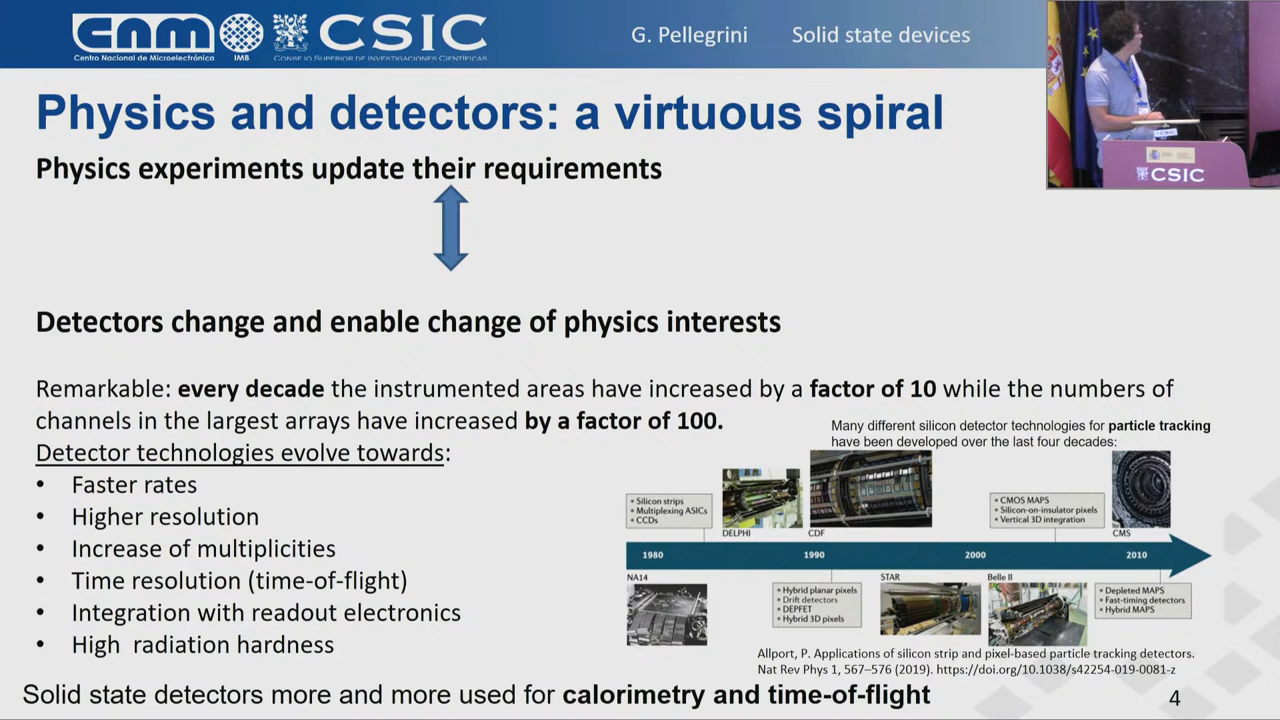 cnm
CSIC
Centro Nacional de Microelectrónica
IMB
Consejo Superior de Investigaciones Científicas
G. Pellegrini Solid state devices
CSIC
CSIC
Physics and detectors: a virtuous spiral
Physics experiments update their requirements
Detectors change and enable change of physics interests
Remarkable: every decade the instrumented areas have increased by a factor of 10 while the numbers of
channels in the largest arrays have increased by a factor of 100.
Detector technologies evolve towards:
• Faster rates
• Higher resolution
• Increase of multiplicities
• Time resolution (time-of-flight)
• Integration with readout electronics
• High radiation hardness
Many different silicon detector technologies for particle tracking
have been developed over the last four decades:
• Silicon strips
• Multiplexing ASICs
• CCDs
DELPHI
CDF
• CMOS MAPS
• Silicon-on-insulator pixels
• Vertical 3D integration
CMS
1980 1990 2000 2010
NA14
• Hybrid planar pixels
• Drift detectors
• DEPFET
• Hybrid 3D pixels
STAR
Belle II
• Depleted MAPS
• Fast-timing detectors
• Hybrid MAPS
Allport, P. Applications of silicon strip and pixel-based particle tracking detectors.
Nat Rev Phys 1, 567–576 (2019). https://doi.org/10.1038/s42254-019-0081-z
Solid state detectors more and more used for calorimetry and time-of-flight
4